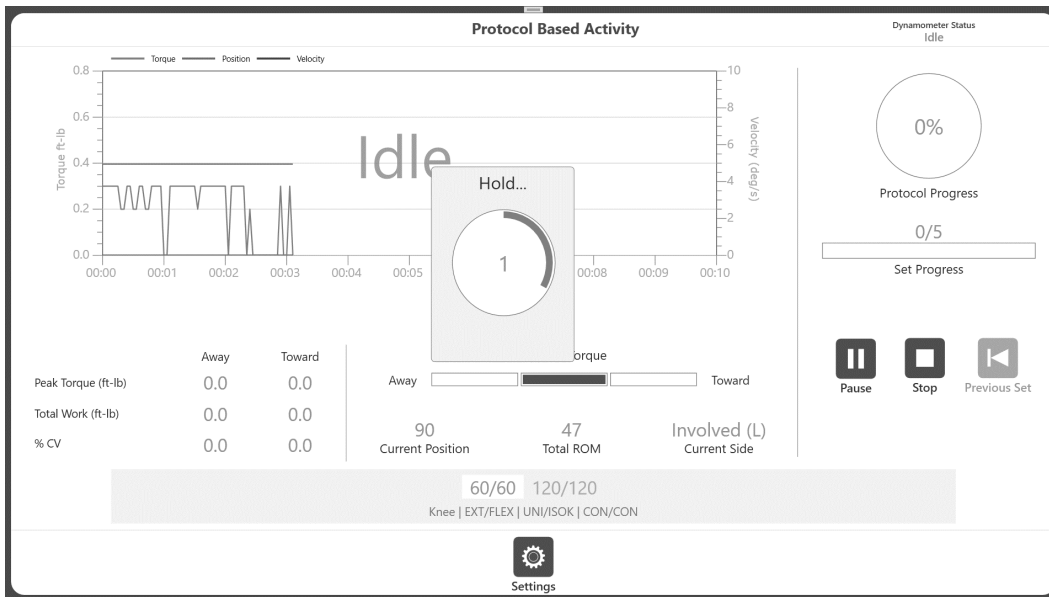 Protocol Based Activity
Dynamometer Status
Idle
Torque Position Velocity
0.8
0.6
0.4
0.2
0.0
Torque ft-lb
10
8
6
4
2
0
Velocity (deg/s)
00:00 00:01 00:02 00:03 00:04 00:05 00:08 00:09 00:10
Idle
Hold...
1
0%
Protocol Progress
0/5
Set Progress
Pause Stop Previous Set
Away Toward
Peak Torque (ft-lb) 0.0 0.0
Total Work (ft-lb) 0.0 0.0
% CV 0.0 0.0
orque
Away Toward
90 47 Involved (L)
Current Position Total ROM Current Side
60/60 120/120
Knee | EXT/FLEX | UNI/ISOK | CON/CON
Settings